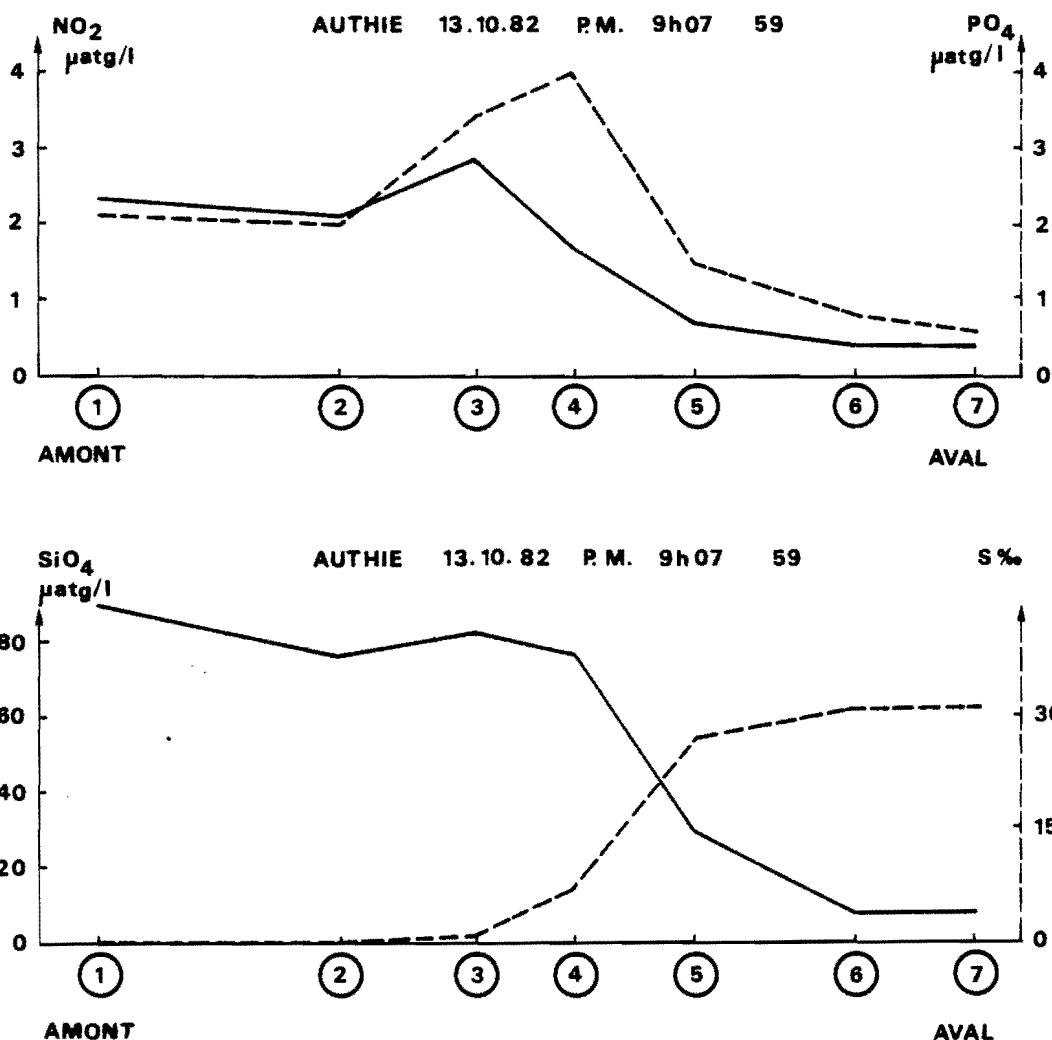 NO2 AUTHIE 13.10.82 P.M. 9h07 59 PO4
µatg/l µatg/l
4 4
3 3
2 2
1 1
0 0
1 2 3 4 5 6 7
AMONT AVAL
SiO4 AUTHIE 13.10.82 P.M. 9h07 59 S‰
µatg/l
80
60 30
40
15
20
0 0
1 2 3 4 5 6 7
AMONT AVAL